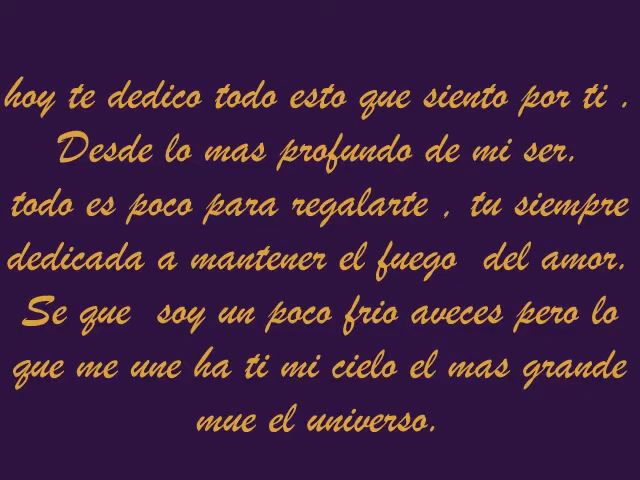 hoy te dedico todo esto que siento por ti .
Desde lo mas profundo de mi ser.
todo es poco para regalarte , tu siempre
dedicada a mantener el fuego del amor.
Se que soy un poco frio aveces pero lo
que me une ha ti mi cielo el mas grande
mue el universo.